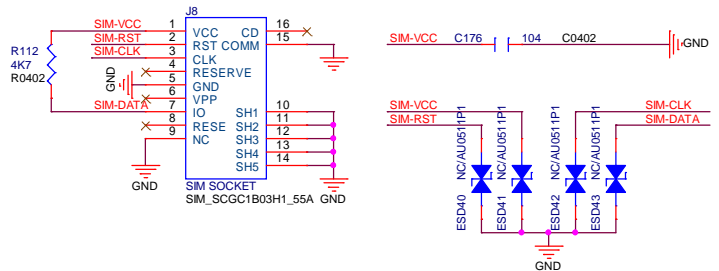 J8
SIM-VCC 1 VCC CD 16
SIM-RST 2 RST COMM 15
SIM-CLK 3 CLK
4 RESERVE
GND 5 GND
6 VPP
SIM-DATA 7 IO SH1 10
8 RESE SH2 11
9 NC SH3 12
SH4 13
SH5 14
R112
4K7
R0402
GND
GND
GND
SIM SOCKET
SIM_SCGC1B03H1_55A
SIM-VCC C176 104 C0402 GND
SIM-VCC SIM-CLK
SIM-RST SIM-DATA
ESD40 NC/AU0511P1
ESD41 NC/AU0511P1
ESD42 NC/AU0511P1
ESD43 NC/AU0511P1
GND